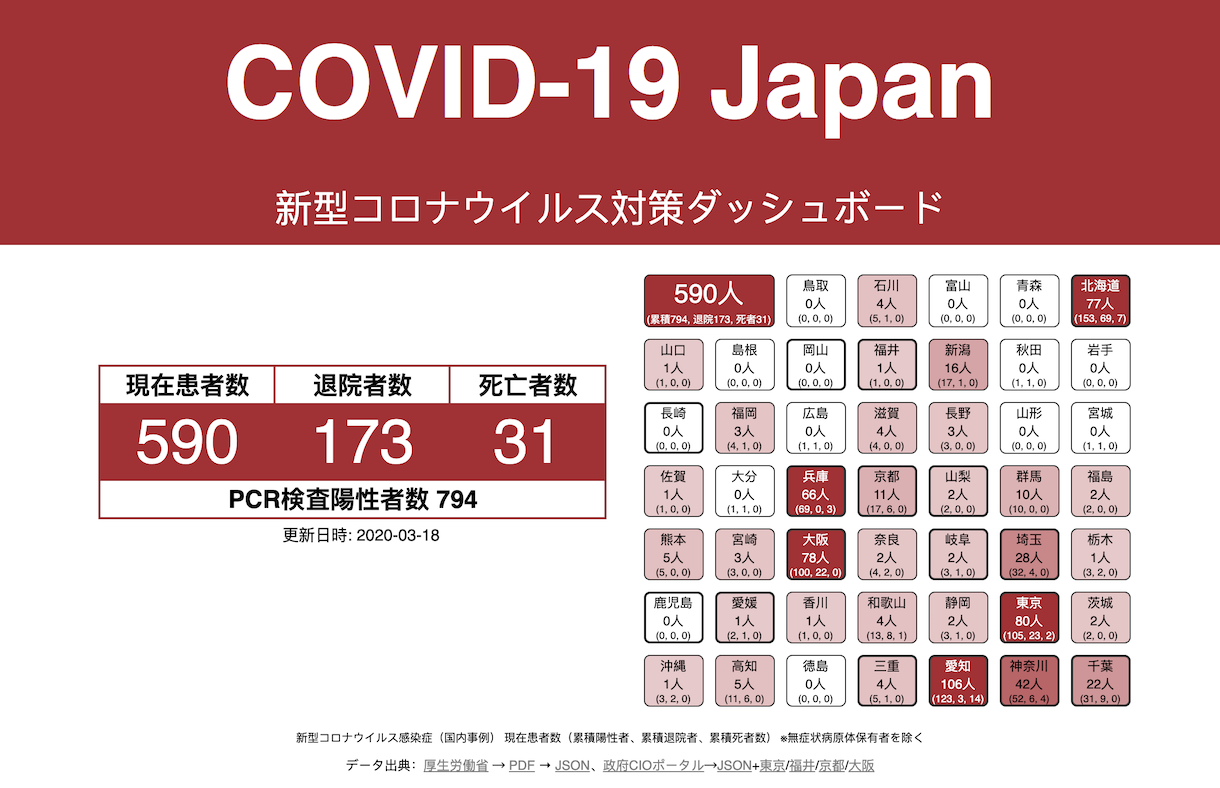 COVID-19 Japan
新型コロナウイルス対策ダッシュボード
現在患者数 退院者数 死亡者数
590 173 31
PCR検査陽性者数 794
更新日時: 2020-03-18
590人
(累積794, 退院173, 死者31)
鳥取
0人
(0, 0, 0)
石川
4人
(5, 1, 0)
富山
0人
(0, 0, 0)
青森
0人
(0, 0, 0)
北海道
77人
(153, 69, 7)
山口
1人
(1, 0, 0)
島根
0人
(0, 0, 0)
岡山
0人
(0, 0, 0)
福井
1人
(1, 0, 0)
新潟
16人
(17, 1, 0)
秋田
0人
(1, 1, 0)
岩手
0人
(0, 0, 0)
長崎
0人
(0, 0, 0)
福岡
3人
(4, 1, 0)
広島
0人
(1, 1, 0)
滋賀
4人
(4, 0, 0)
長野
3人
(3, 0, 0)
山形
0人
(0, 0, 0)
宮城
0人
(1, 1, 0)
佐賀
1人
(1, 0, 0)
大分
0人
(1, 1, 0)
兵庫
66人
(69, 0, 3)
京都
11人
(17, 6, 0)
山梨
2人
(2, 0, 0)
群馬
10人
(10, 0, 0)
福島
2人
(2, 0, 0)
熊本
5人
(5, 0, 0)
宮崎
3人
(3, 0, 0)
大阪
78人
(100, 22, 0)
奈良
2人
(4, 2, 0)
岐阜
2人
(3, 1, 0)
埼玉
28人
(32, 4, 0)
栃木
1人
(3, 2, 0)
鹿児島
0人
(0, 0, 0)
愛媛
1人
(2, 1, 0)
香川
1人
(1, 0, 0)
和歌山
4人
(13, 8, 1)
静岡
2人
(3, 1, 0)
東京
80人
(105, 23, 2)
茨城
2人
(2, 0, 0)
沖縄
1人
(3, 2, 0)
高知
5人
(11, 6, 0)
徳島
0人
(0, 0, 0)
三重
4人
(5, 1, 0)
愛知
106人
(123, 3, 14)
神奈川
42人
(52, 6, 4)
千葉
22人
(31, 9, 0)
新型コロナウイルス感染症（国内事例） 現在患者数（累積陽性者、累積退院者、累積死者数） ※無症状病原体保有者を除く
データ出典： 厚生労働省 → PDF → JSON、政府CIOポータル→JSON+東京/福井/京都/大阪